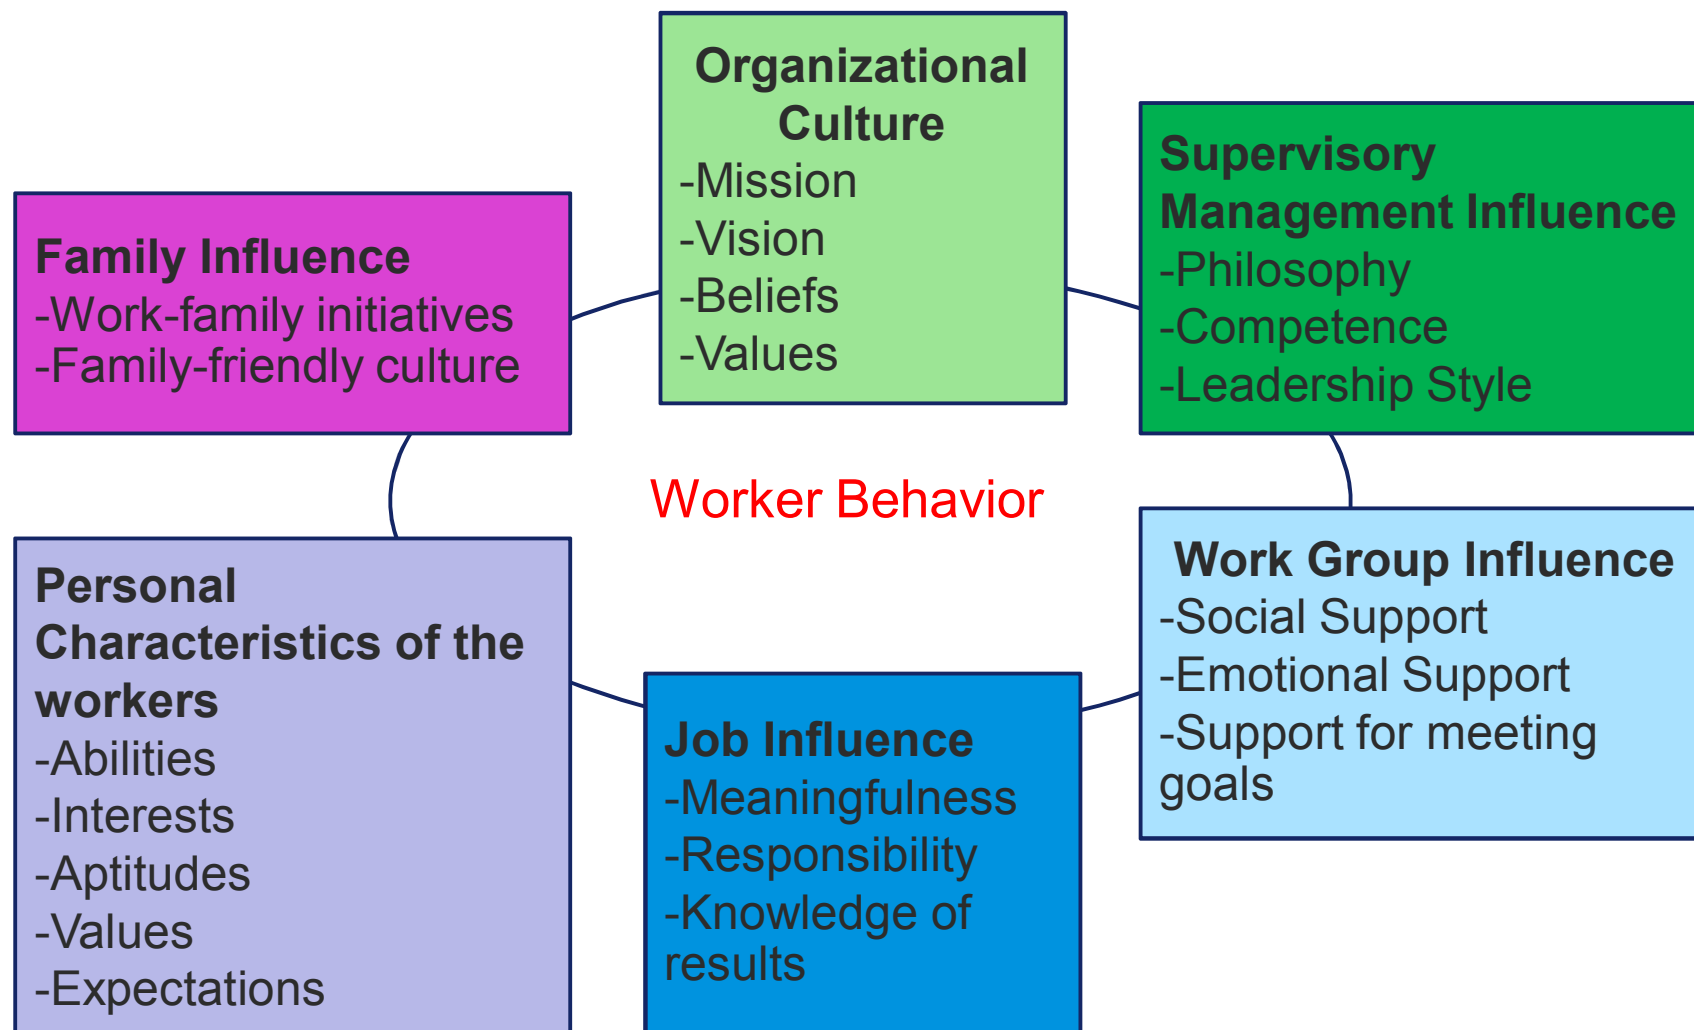 Organizational
Culture
-Mission
-Vision
-Beliefs
-Values
Supervisory
Management Influence
-Philosophy
-Competence
-Leadership Style
Family Influence
-Work-family initiatives
-Family-friendly culture
Worker Behavior
Work Group Influence
-Social Support
-Emotional Support
-Support for meeting
goals
Personal
Characteristics of the
workers
-Abilities
-Interests
-Aptitudes
-Values
-Expectations
Job Influence
-Meaningfulness
-Responsibility
-Knowledge of
results